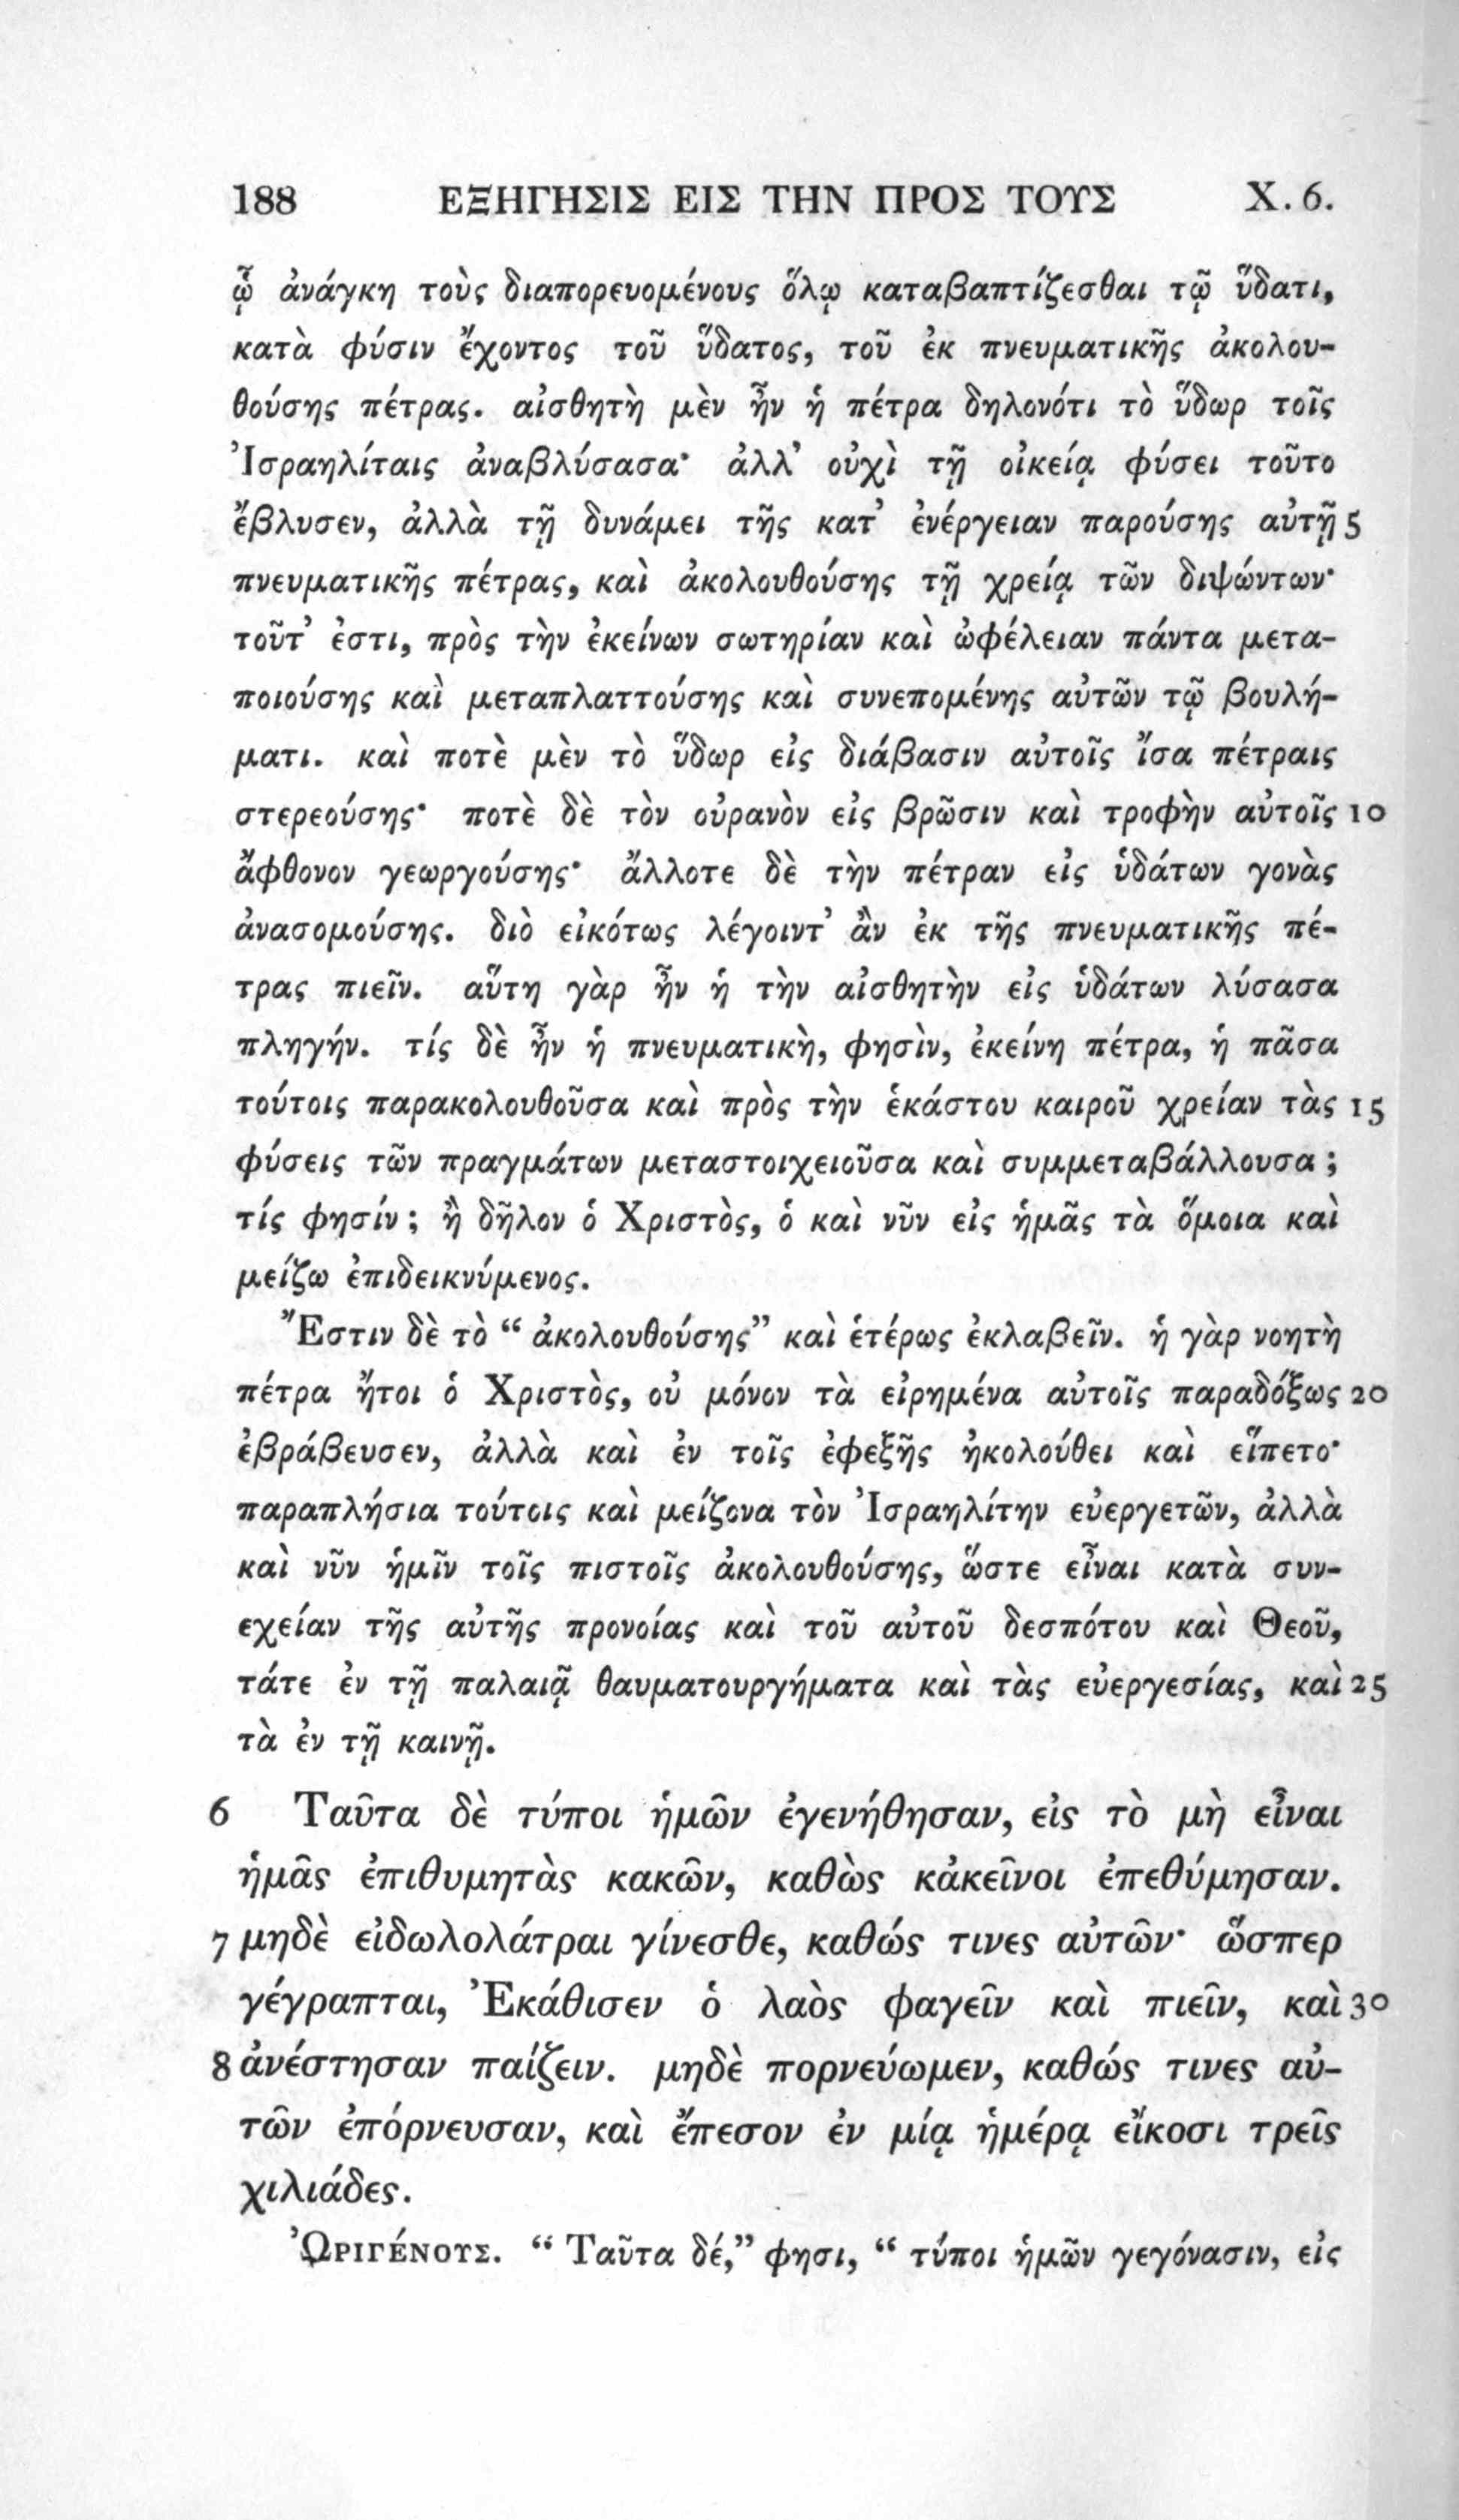 188 ΕΞΗΓΗΣΙΣ ΕΙΣ ΤΗΝ ΠΡΟΣ ΤΟΥΣ X. 6.
ᾧ ἀνάγκη τοὺς διαπορευομένους ὅλῳ καταβαπτίζεσθαι τῷ ὕδατι,
κατὰ φύσιν ἔχοντος τοῦ ὕδατος, τοῦ ἐκ πνευματικῆς ἀκολου-
θούσης πέτρας. αἰσθητὴ μὲν ἦν ἡ πέτρα δηλονότι τὸ ὕδωρ τοῖς
Ἰσραηλίταις ἀναβλύσασα· ἀλλ’ οὐχὶ τῇ οἰκείᾳ φύσει τοῦτο
ἔβλυσεν, ἀλλὰ τῇ δυνάμει τῆς κατ’ ἐνέργειαν παρούσης αὐτῇ 5
πνευματικῆς πέτρας, καὶ ἀκολουθούσης τῇ χρείᾳ τῶν διψώντων·
τοῦτ’ ἐστι, πρὸς τὴν ἐκείνων σωτηρίαν καὶ ὠφέλειαν πάντα μετα-
ποιούσης καὶ μεταπλαττούσης καὶ συνεπομένης αὐτῶν τῷ βουλή-
ματι. καὶ ποτὲ μὲν τὸ ὕδωρ εἰς διάβασιν αὐτοῖς ἴσα πέτραις
στερεούσης· ποτὲ δὲ τὸν οὐρανὸν εἰς βρῶσιν καὶ τροφὴν αὐτοῖς 10
ἄφθονον γεωργούσης· ἄλλοτε δὲ τὴν πέτραν εἰς ὑδάτων γονὰς
ἀνασομούσης. διὸ εἰκότως λέγοιντ’ ἂν ἐκ τῆς πνευματικῆς πέ-
τρας πιεῖν. αὕτη γὰρ ἦν ἡ τὴν αἰσθητὴν εἰς ὑδάτων λύσασα
πληγήν. τίς δὲ ἦν ἡ πνευματικὴ, φησὶν, ἐκείνη πέτρα, ἡ πᾶσα
τούτοις παρακολουθοῦσα καὶ πρὸς τὴν ἑκάστου καιροῦ χρείαν τὰς 15
φύσεις τῶν πραγμάτων μεταστοιχειοῦσα καὶ συμμεταβάλλουσα ;
τίς φησίν ; ἢ δῆλον ὁ Χριστὸς, ὁ καὶ νῦν εἰς ἡμᾶς τὰ ὅμοια καὶ
μείζω ἐπιδεικνύμενος.
Ἔστιν δὲ τὸ “ ἀκολουθούσης” καὶ ἑτέρως ἐκλαβεῖν. ἡ γὰρ νοητὴ
πέτρα ἤτοι ὁ Χριστὸς, οὐ μόνον τὰ εἰρημένα αὐτοῖς παραδόξως 20
ἐβράβευσεν, ἀλλὰ καὶ ἐν τοῖς ἐφεξῆς ἠκολούθει καὶ εἵπετο·
παραπλήσια τούτοις καὶ μείζονα τὸν Ἰσραηλίτην εὐεργετῶν, ἀλλὰ
καὶ νῦν ἡμῖν τοῖς πιστοῖς ἀκολουθούσης, ὥστε εἶναι κατὰ συν-
εχείαν τῆς αὐτῆς προνοίας καὶ τοῦ αὐτοῦ δεσπότου καὶ Θεοῦ,
τάτε ἐν τῇ παλαιᾷ θαυματουργήματα καὶ τὰς εὐεργεσίας, καὶ 25
τὰ ἐν τῇ καινῇ.
6 Ταῦτα δὲ τύποι ἡμῶν ἐγενήθησαν, εἰς τὸ μὴ εἶναι
ἡμᾶς ἐπιθυμητὰς κακῶν, καθὼς κἀκεῖνοι ἐπεθύμησαν.
7 μηδὲ εἰδωλολάτραι γίνεσθε, καθώς τινες αὐτῶν· ὥσπερ
γέγραπται, Ἐκάθισεν ὁ λαὸς φαγεῖν καὶ πιεῖν, καὶ 30
8 ἀνέστησαν παίζειν. μηδὲ πορνεύωμεν, καθώς τινες αὐ-
τῶν ἐπόρνευσαν, καὶ ἔπεσον ἐν μίᾳ ἡμέρᾳ εἴκοσι τρεῖς
χιλιάδες.
ὨΡΙΓΈΝΟΥΣ. “ Ταῦτα δέ,” φησι, “ τύποι ἡμῶν γεγόνασιν, εἰς